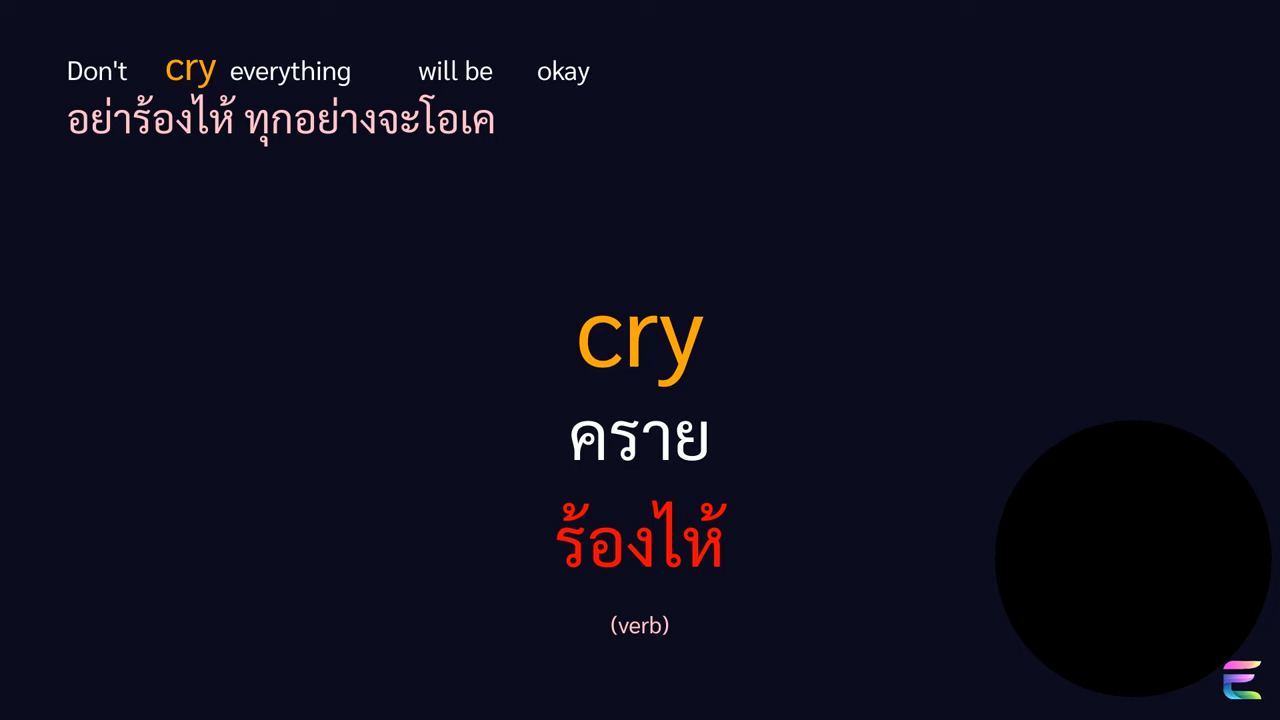 Don't cry everything will be okay
อย่าร้องไห้ ทุกอย่างจะโอเค
cry
คราย
ร้องไห้
(verb)